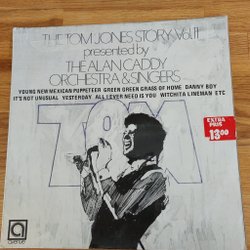 THE TOM JONES STORY Vol.II
presented by
THE ALAN CADDY
ORCHESTRA & SINGERS
YOUNG NEW MEXICAN PUPPETEER GREEN GREEN GRASS OF HOME DANNY BOY
IT'S NOT UNUSUAL YESTERDAY ALL I EVER NEED IS YOU WITCHITA LINEMAN ETC
TOM
EXTRA
PRIS
13.00
a
avenue